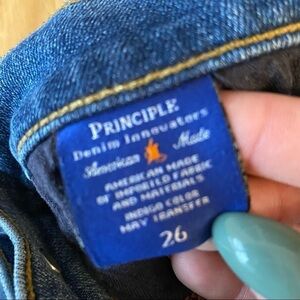 PRINCIPLE
Denim Innovators
American Made
AMERICAN MADE
OF IMPORTED FABRIC
AND MATERIALS
INDIGO COLOR
MAY TRANSFER
26